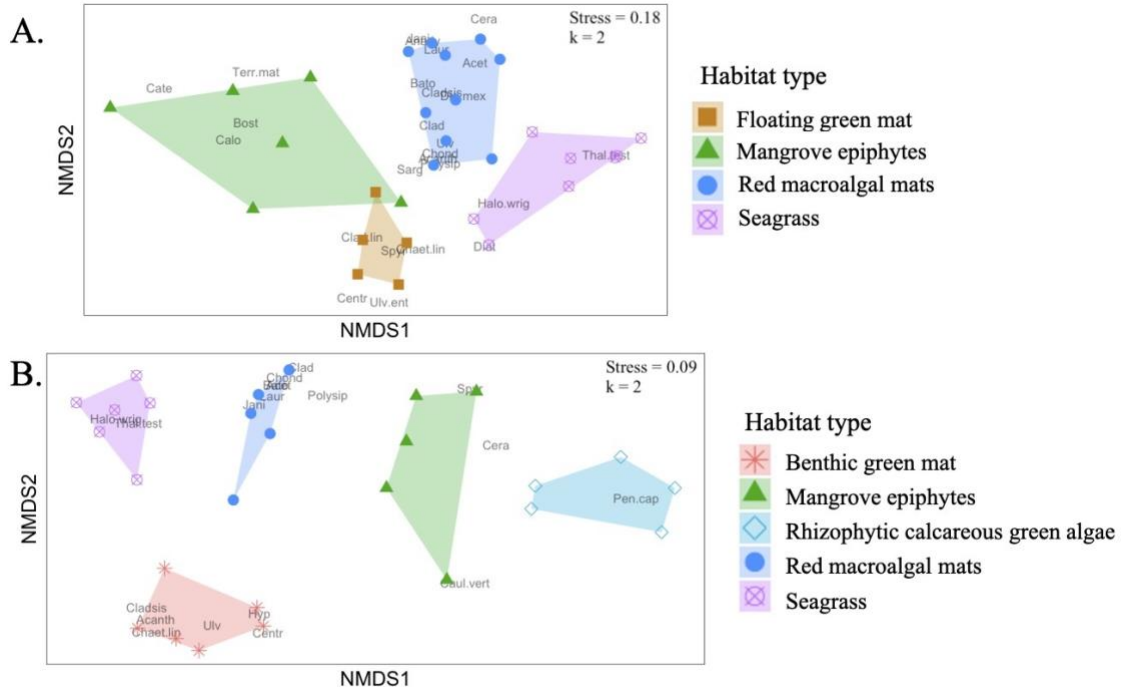 A.
Stress = 0.18
k = 2
Cera
Laur
Acet
Terr.mat
Cate
Bato
Bost
Calo
Clad
Ulv
Chond
Sarg
Thal.test
Halo.wrig
Chaet.lin
Centr
Ulv.ent
NMDS2
NMDS1
Habitat type
Floating green mat
Mangrove epiphytes
Red macroalgal mats
Seagrass
B.
Stress = 0.09
k = 2
Clad
Chond
Laur
Jani
Polysip
Halo.wrig
Thal.test
Spyr
Cera
Pen.cap
Caul.vert
Cladsis
Acanth
Chaet.lin
Ulv
Hyp
Centr
NMDS2
NMDS1
Habitat type
Benthic green mat
Mangrove epiphytes
Rhizophytic calcareous green algae
Red macroalgal mats
Seagrass